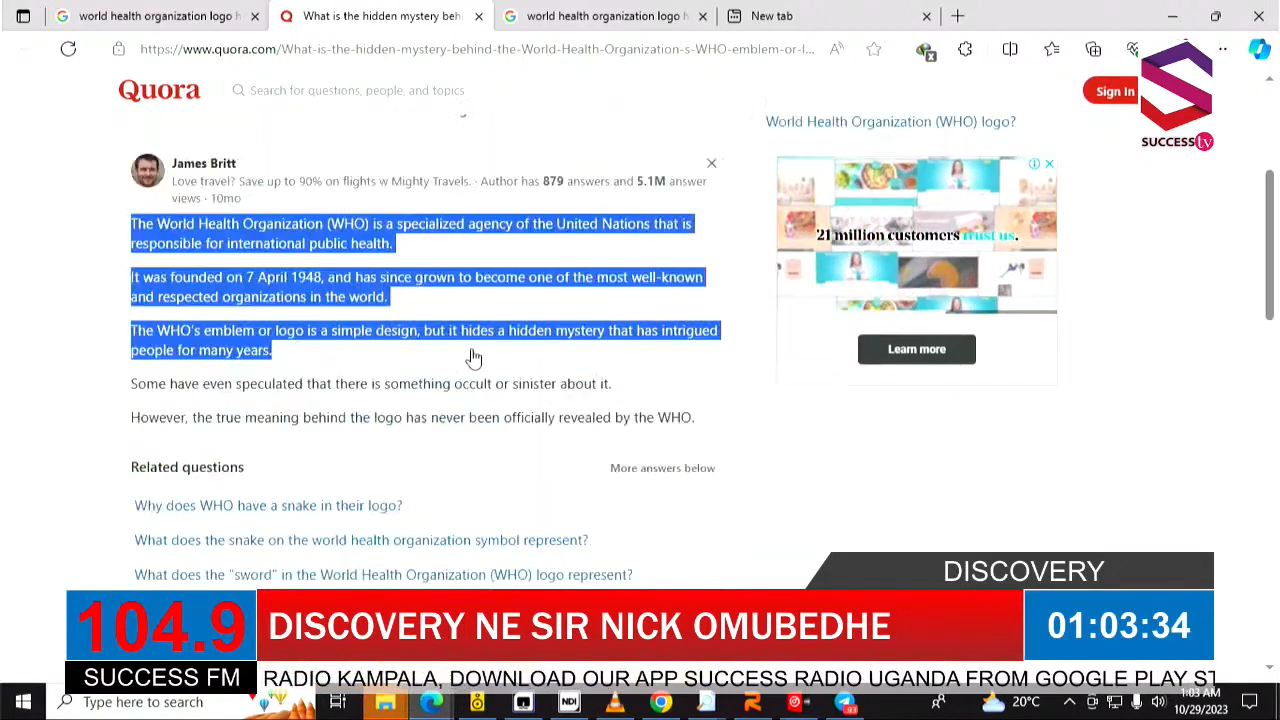 world health organization logo h
What is the hidden mystery beh
world health organization logo h
New tab
https://www.quora.com/What-is-the-hidden-mystery-behind-the-World-Health-Organization-s-WHO-emblem-or-l...
Quora
Search for questions, people, and topics
Sign In
SUCCESS tv
World Health Organization (WHO) logo?
James Britt
Love travel? Save up to 90% on flights w Mighty Travels. · Author has 879 answers and 5.1M answer
views · 10mo
The World Health Organization (WHO) is a specialized agency of the United Nations that is
responsible for international public health.
It was founded on 7 April 1948, and has since grown to become one of the most well-known
and respected organizations in the world.
The WHO's emblem or logo is a simple design, but it hides a hidden mystery that has intrigued
people for many years.
Some have even speculated that there is something occult or sinister about it.
However, the true meaning behind the logo has never been officially revealed by the WHO.
21 million customers trust us.
Learn more
Related questions
More answers below
Why does WHO have a snake in their logo?
What does the snake on the world health organization symbol represent?
What does the "sword" in the World Health Organization (WHO) logo represent?
DISCOVERY
104.9
DISCOVERY NE SIR NICK OMUBEDHE
01:03:34
SUCCESS FM
RADIO KAMPALA, DOWNLOAD OUR APP SUCCESS RADIO UGANDA FROM GOOGLE PLAY ST
Type here to search
NDI
93
20°C
1:03 AM
10/29/2023